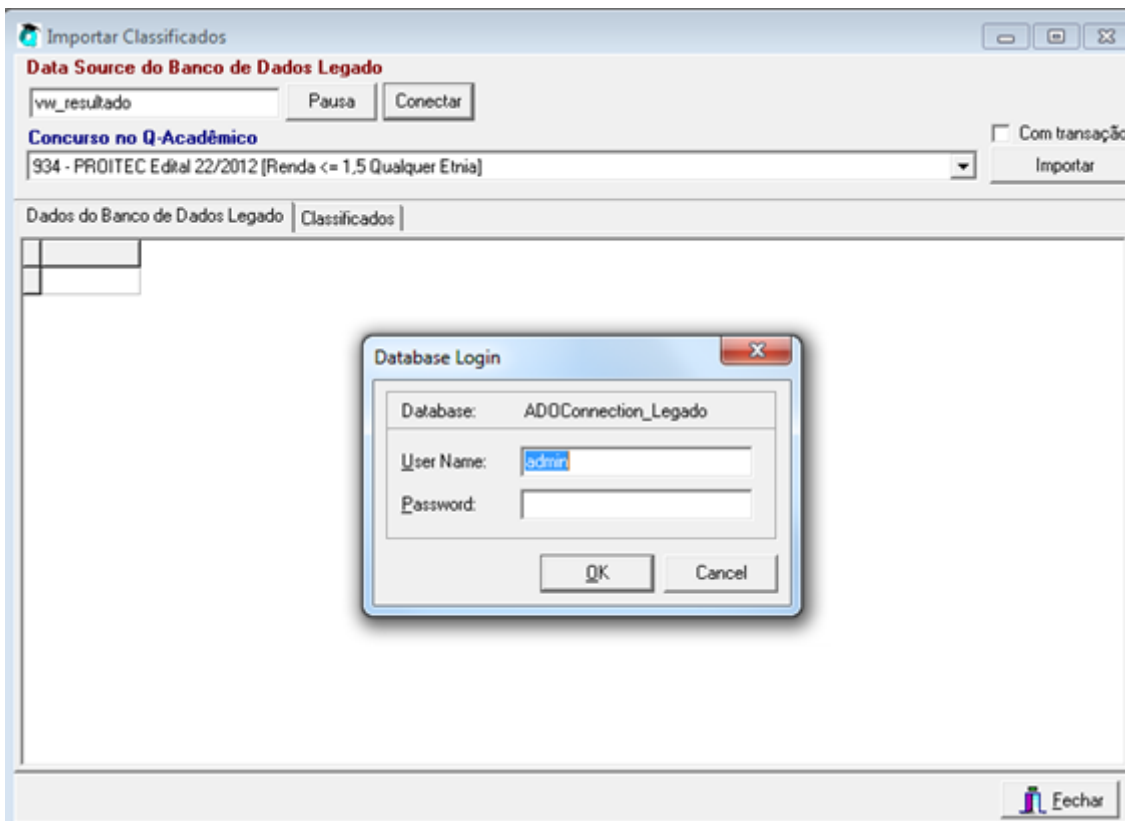 Importar Classificados
Data Source do Banco de Dados Legado
vw_resultado Pausa Conectar
Concurso no Q-Acadêmico
Com transação
934 - PROITEC Edital 22/2012 [Renda <= 1,5 Qualquer Etnia]
Importar
Dados do Banco de Dados Legado Classificados
Database Login
Database: ADOConnection_Legado
User Name: admin
Password:
OK Cancel
Fechar